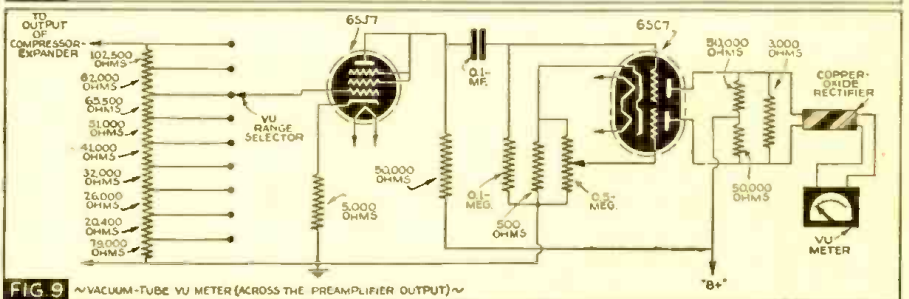 TO
OUTPUT
OF
COMPRESSOR-
EXPANDER
102,500
OHMS
82,000
OHMS
65,500
OHMS
51,000
OHMS
41,000
OHMS
32,000
OHMS
26,000
OHMS
20,400
OHMS
79,000
OHMS
VU
RANGE
SELECTOR
6SJ7
5,000
OHMS
50,000
OHMS
0.1-
MF.
0.1-
MEG.
500
OHMS
0.5-
MEG.
6SC7
50,000
OHMS
3,000
OHMS
50,000
OHMS
COPPER-
OXIDE
RECTIFIER
VU
METER
"B+"
FIG. 9 ~VACUUM-TUBE VU METER (ACROSS THE PREAMPLIFIER OUTPUT)~